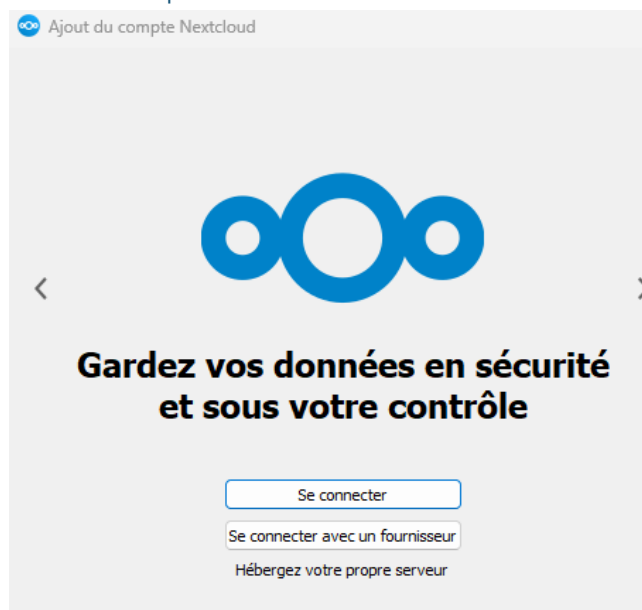 Ajout du compte Nextcloud
Gardez vos données en sécurité
et sous votre contrôle
Se connecter
Se connecter avec un fournisseur
Hébergez votre propre serveur